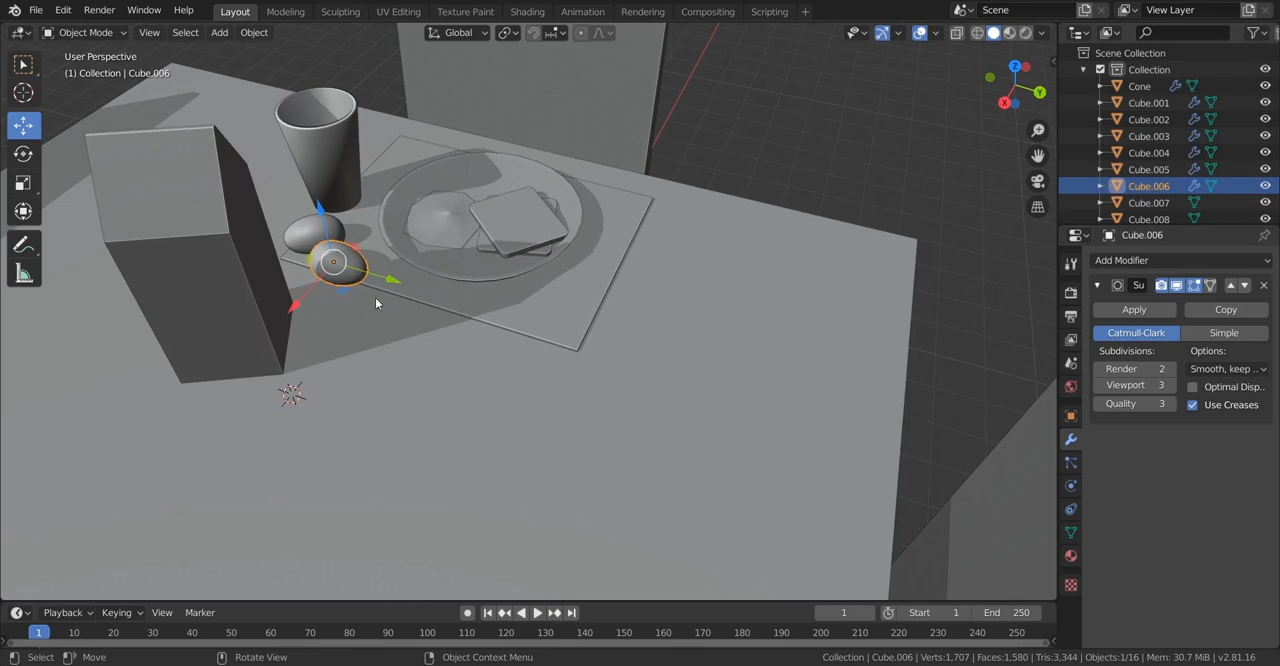 File Edit Render Window Help Layout Modeling Sculpting UV Editing Texture Paint Shading Animation Rendering Compositing Scripting + Scene View Layer
Object Mode View Select Add Object Global
User Perspective
(1) Collection | Cube.006
Z
Y
X
Scene Collection
Collection
Cone
Cube.001
Cube.002
Cube.003
Cube.004
Cube.005
Cube.006
Cube.007
Cube.008
Cube.006
Add Modifier
Su
Apply Copy
Catmull-Clark Simple
Subdivisions: Options:
Render 2 Smooth, keep ..
Viewport 3 Optimal Disp..
Quality 3 Use Creases
Playback Keying View Marker 1 Start 1 End 250
1 10 20 30 40 50 60 70 80 90 100 110 120 130 140 150 160 170 180 190 200 210 220 230 240 250
Select Move Rotate View Object Context Menu Collection | Cube.006 | Verts:1,707 | Faces:1,580 | Tris:3,344 | Objects:1/16 | Mem: 30.7 MiB | v2.81.16